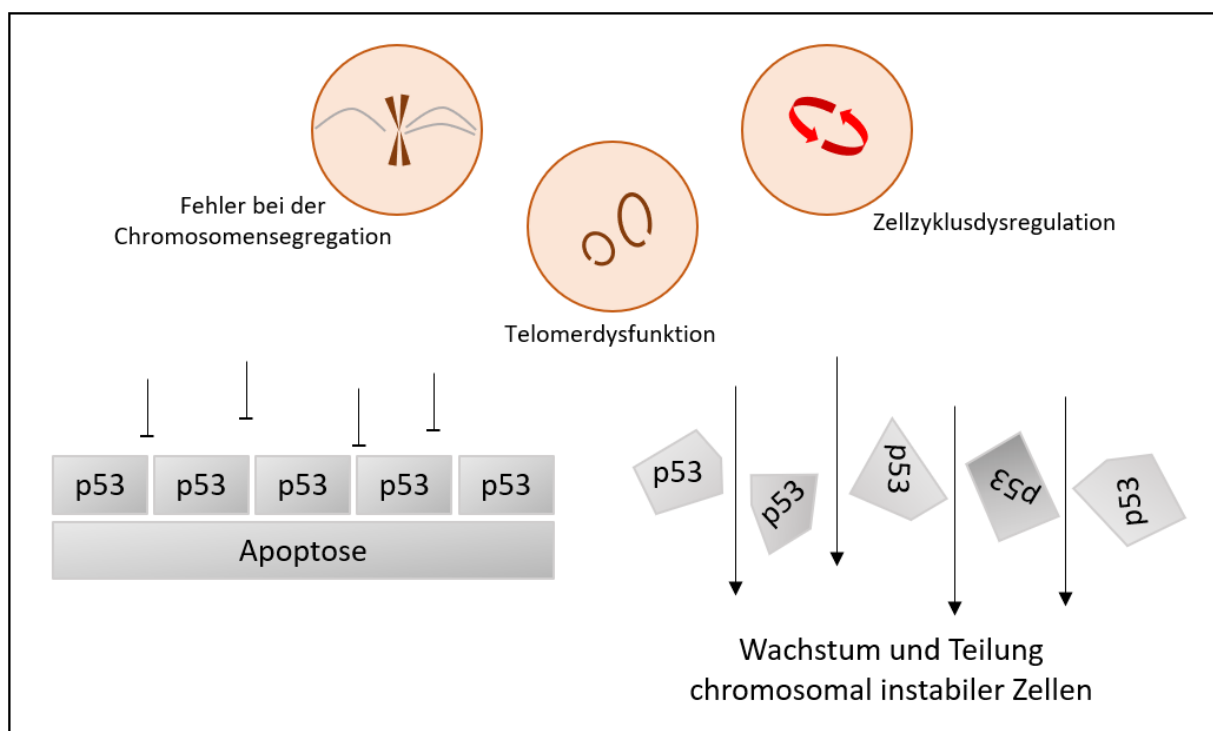 Fehler bei der
Chromosomensegregation
Zellzyklusdysregulation
Telomerdysfunktion
p53 p53 p53 p53 p53
Apoptose
p53 p53 p53 p53 p53
Wachstum und Teilung
chromosomal instabiler Zellen